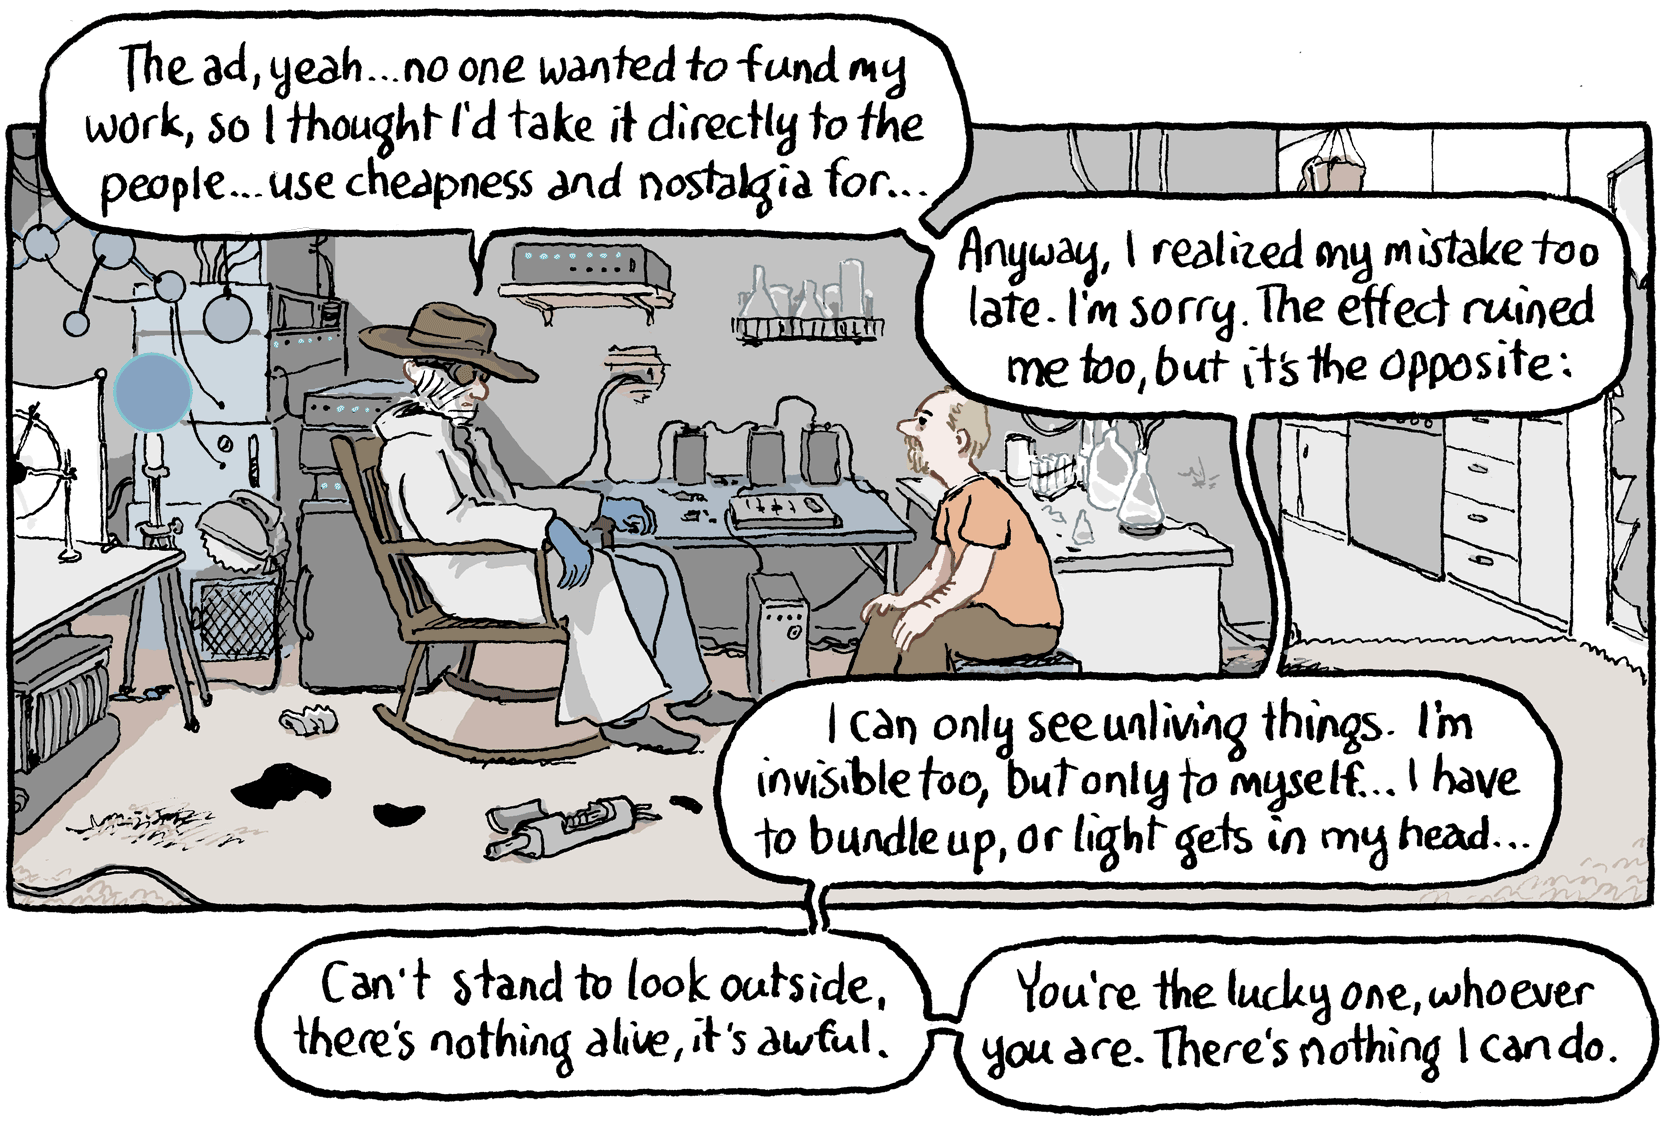 The ad, yeah...no one wanted to fund my
work, so I thought I'd take it directly to the
people...use cheapness and nostalgia for...
Anyway, I realized my mistake too
late. I'm sorry. The effect ruined
me too, but it's the opposite:
I can only see unliving things. I'm
invisible too, but only to myself... I have
to bundle up, or light gets in my head...
Can't stand to look outside,
there's nothing alive, it's awful.
You're the lucky one, whoever
you are. There's nothing I can do.